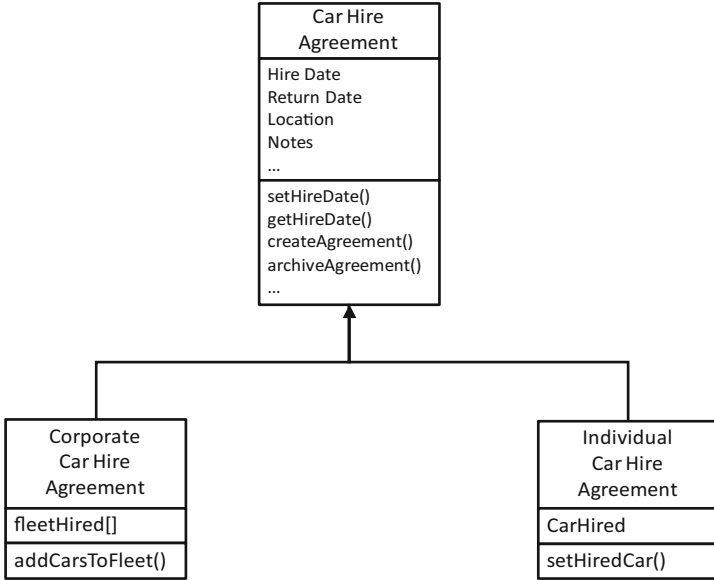 Car Hire
Agreement
Hire Date
Return Date
Location
Notes
...
setHireDate()
getHireDate()
createAgreement()
archiveAgreement()
...
Corporate
Car Hire
Agreement
fleetHired[]
addCarsToFleet()
Individual
Car Hire
Agreement
CarHired
setHiredCar()